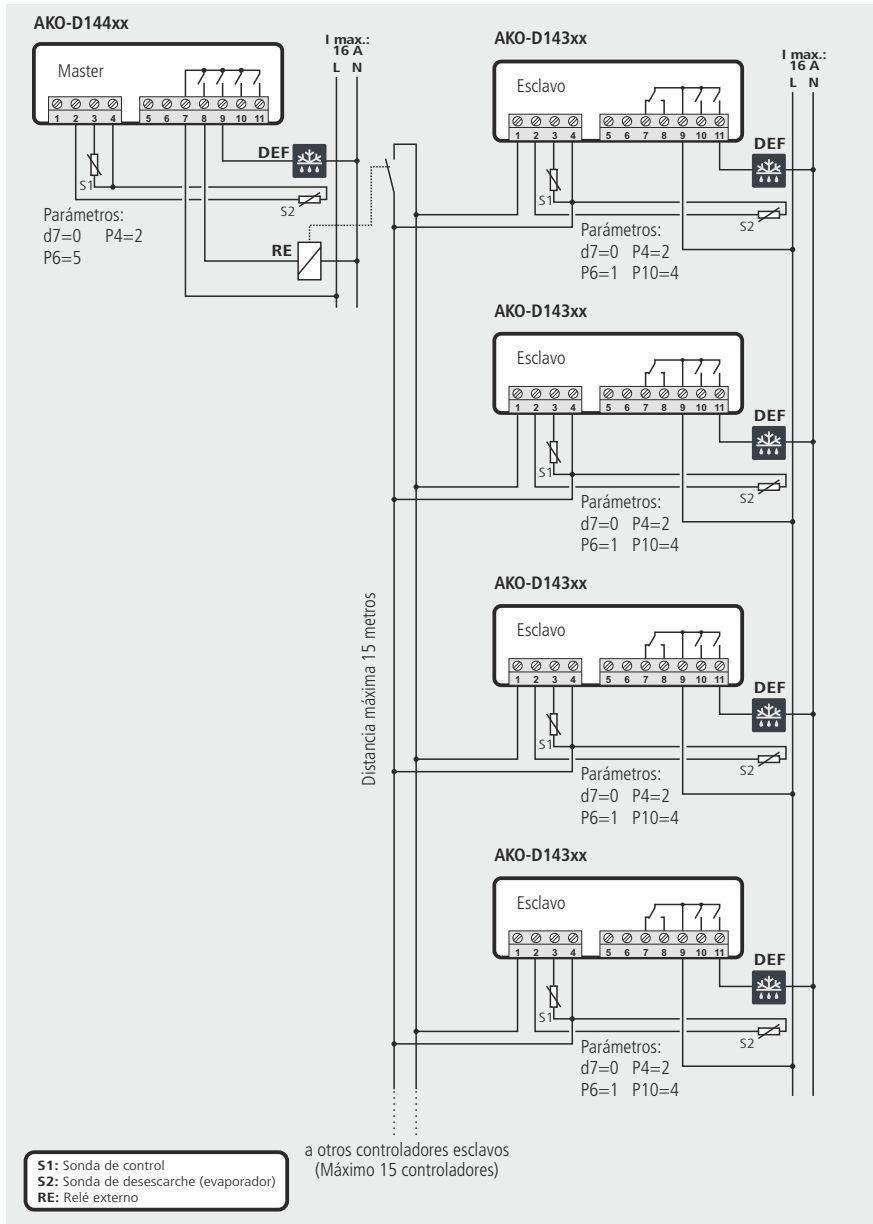 AKO-D144xx
I max.:
16 A
L N
Master
1 2 3 4 5 6 7 8 9 10 11
DEF
S1
S2
Parámetros:
d7=0 P4=2
P6=5
RE
AKO-D143xx
I max.:
16 A
L N
Esclavo
1 2 3 4 5 6 7 8 9 10 11
DEF
S1
S2
Parámetros:
d7=0 P4=2
P6=1 P10=4
AKO-D143xx
Esclavo
1 2 3 4 5 6 7 8 9 10 11
DEF
S1
S2
Parámetros:
d7=0 P4=2
P6=1 P10=4
Distancia máxima 15 metros
AKO-D143xx
Esclavo
1 2 3 4 5 6 7 8 9 10 11
DEF
S1
S2
Parámetros:
d7=0 P4=2
P6=1 P10=4
AKO-D143xx
Esclavo
1 2 3 4 5 6 7 8 9 10 11
DEF
S1
S2
Parámetros:
d7=0 P4=2
P6=1 P10=4
a otros controladores esclavos
(Máximo 15 controladores)
S1: Sonda de control
S2: Sonda de desescarche (evaporador)
RE: Relé externo